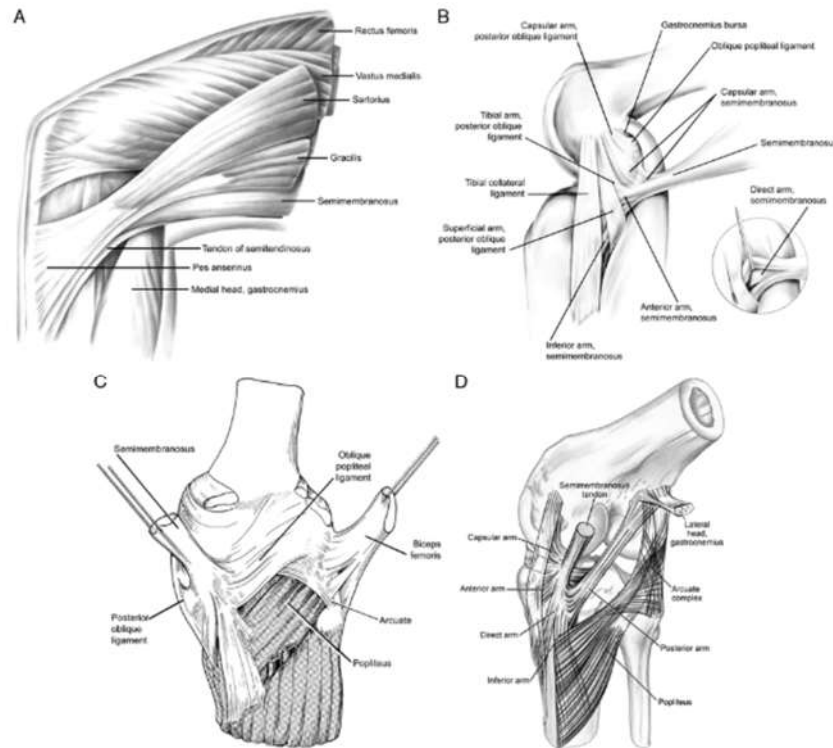 A
Rectus femoris
Vastus medialis
Sartorius
Gracilis
Semimembranosus
Tendon of semitendinosus
Pes anserinus
Medial head, gastrocnemius
B
Capsular arm,
posterior oblique ligament
Gastrocnemius bursa
Oblique popliteal ligament
Capsular arm,
semimembranosus
Tibial arm,
posterior oblique
ligament
Semimembranosu
Tibial collateral
ligament
Direct arm,
semimembranosus
Superficial arm,
posterior oblique
ligament
Anterior arm,
semimembranosus
Inferior arm,
semimembranosus
C
Semimembranosus
Oblique
popliteal
ligament
Biceps
femoris
Posterior
oblique
ligament
Arcuate
Popliteus
D
Semimembranosus
tendon
Lateral
head,
gastrocnemius
Capsular arm
Anterior arm
Arcuate
complex
Direct arm
Posterior arm
Inferior arm
Popliteus